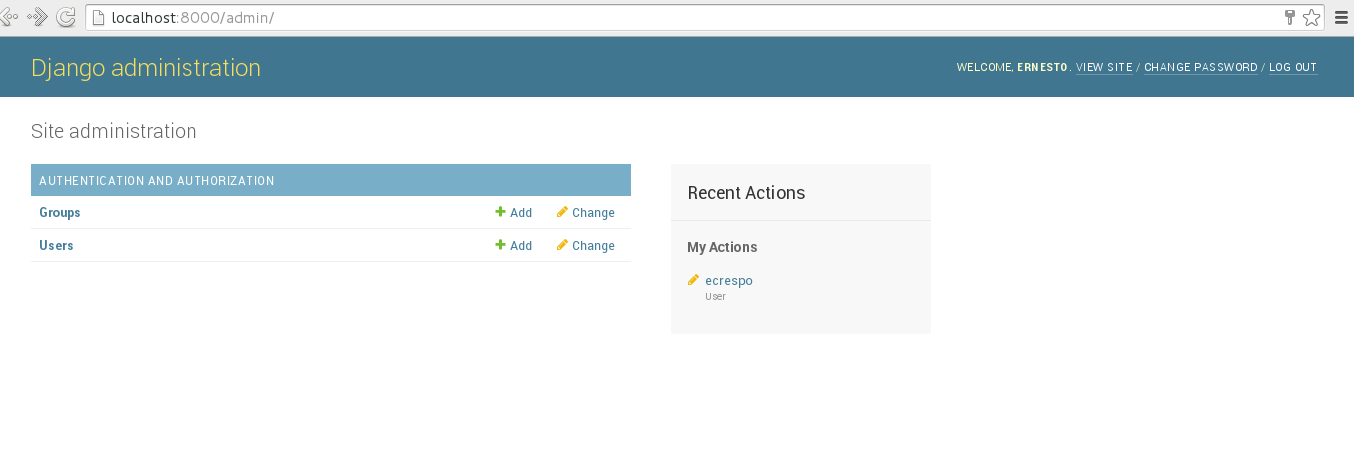 localhost:8000/admin/
Django administration
WELCOME, ERNESTO. VIEW SITE / CHANGE PASSWORD / LOG OUT
Site administration
AUTHENTICATION AND AUTHORIZATION
Groups Add Change
Users Add Change
Recent Actions
My Actions
ecrespo
User